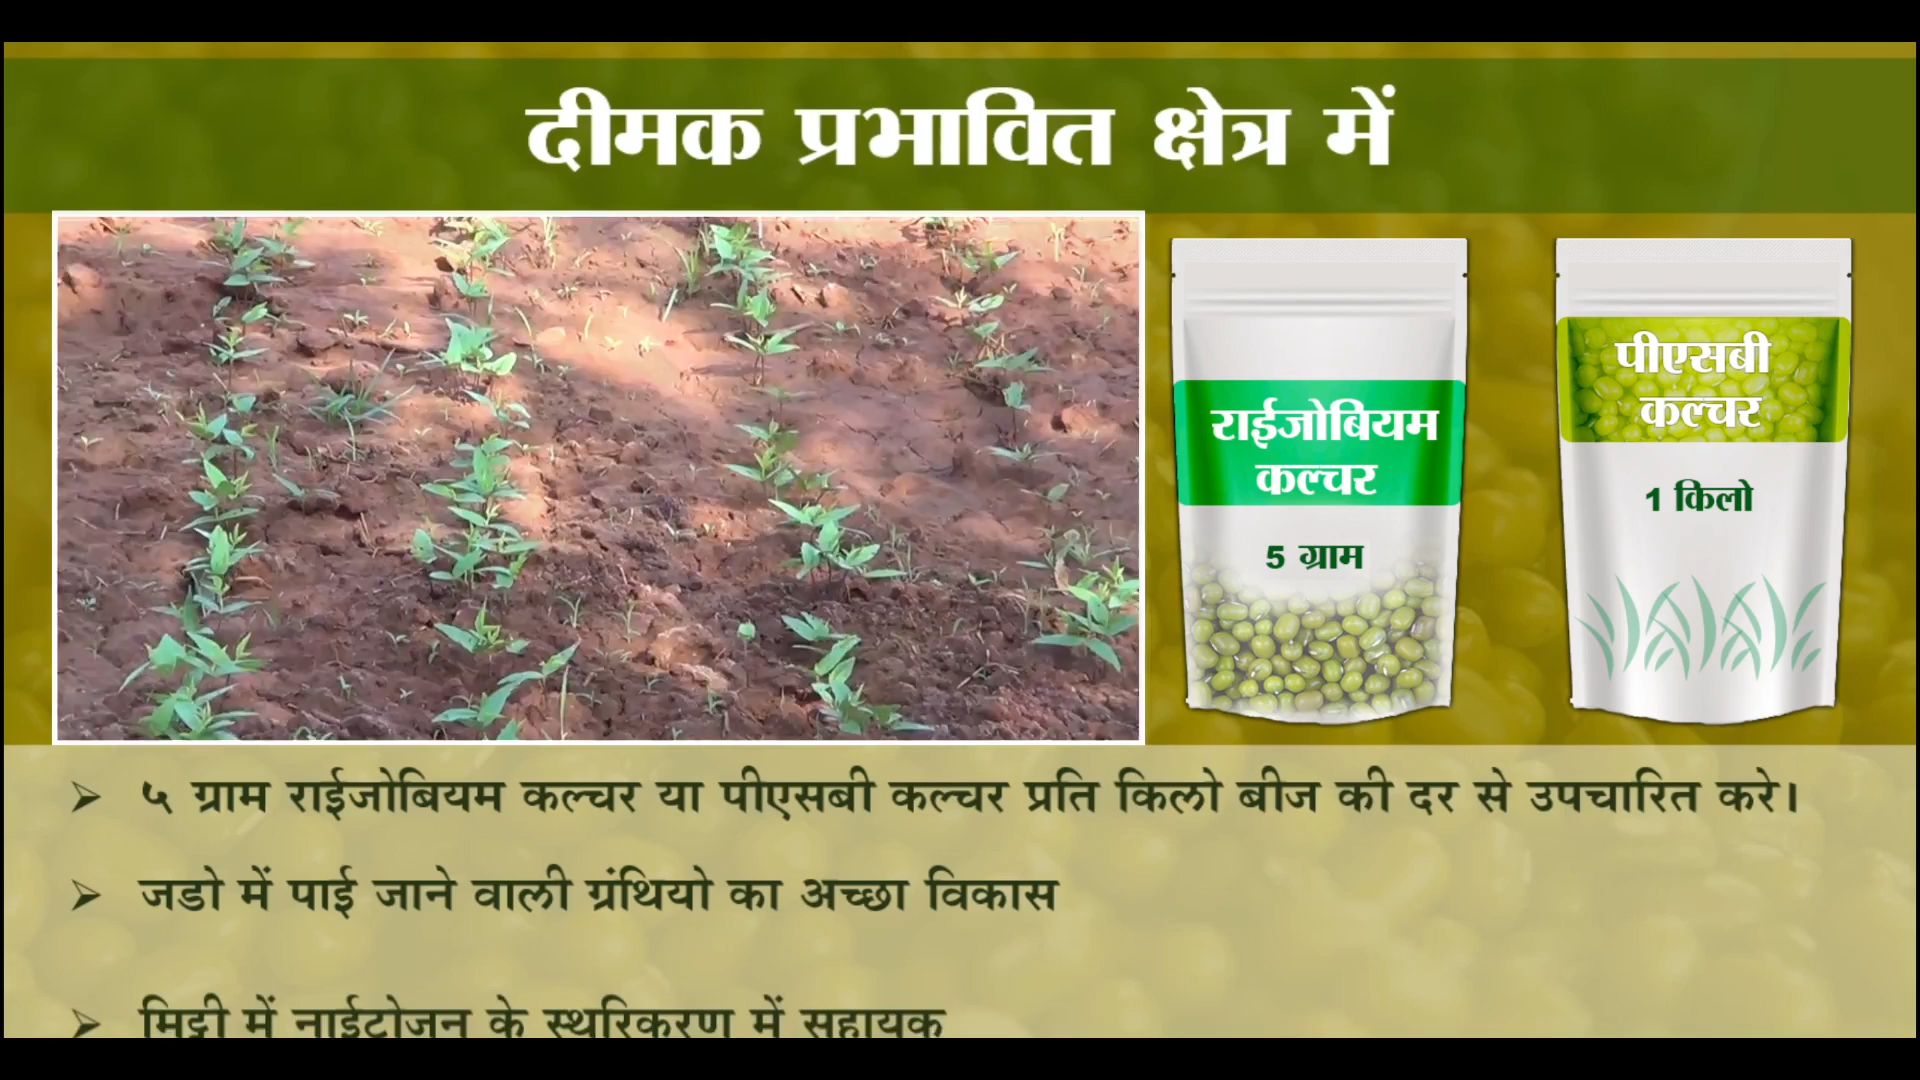 दीमक प्रभावित क्षेत्र में
राईजोबियम
कल्चर
5 ग्राम
पीएसबी
कल्चर
1 किलो
५ ग्राम राईजोबियम कल्चर या पीएसबी कल्चर प्रति किलो बीज की दर से उपचारित करे।
जडो में पाई जाने वाली ग्रंथियो का अच्छा विकास
मिट्टी में नाईट्रोजन के स्थरिकरण में सहायक